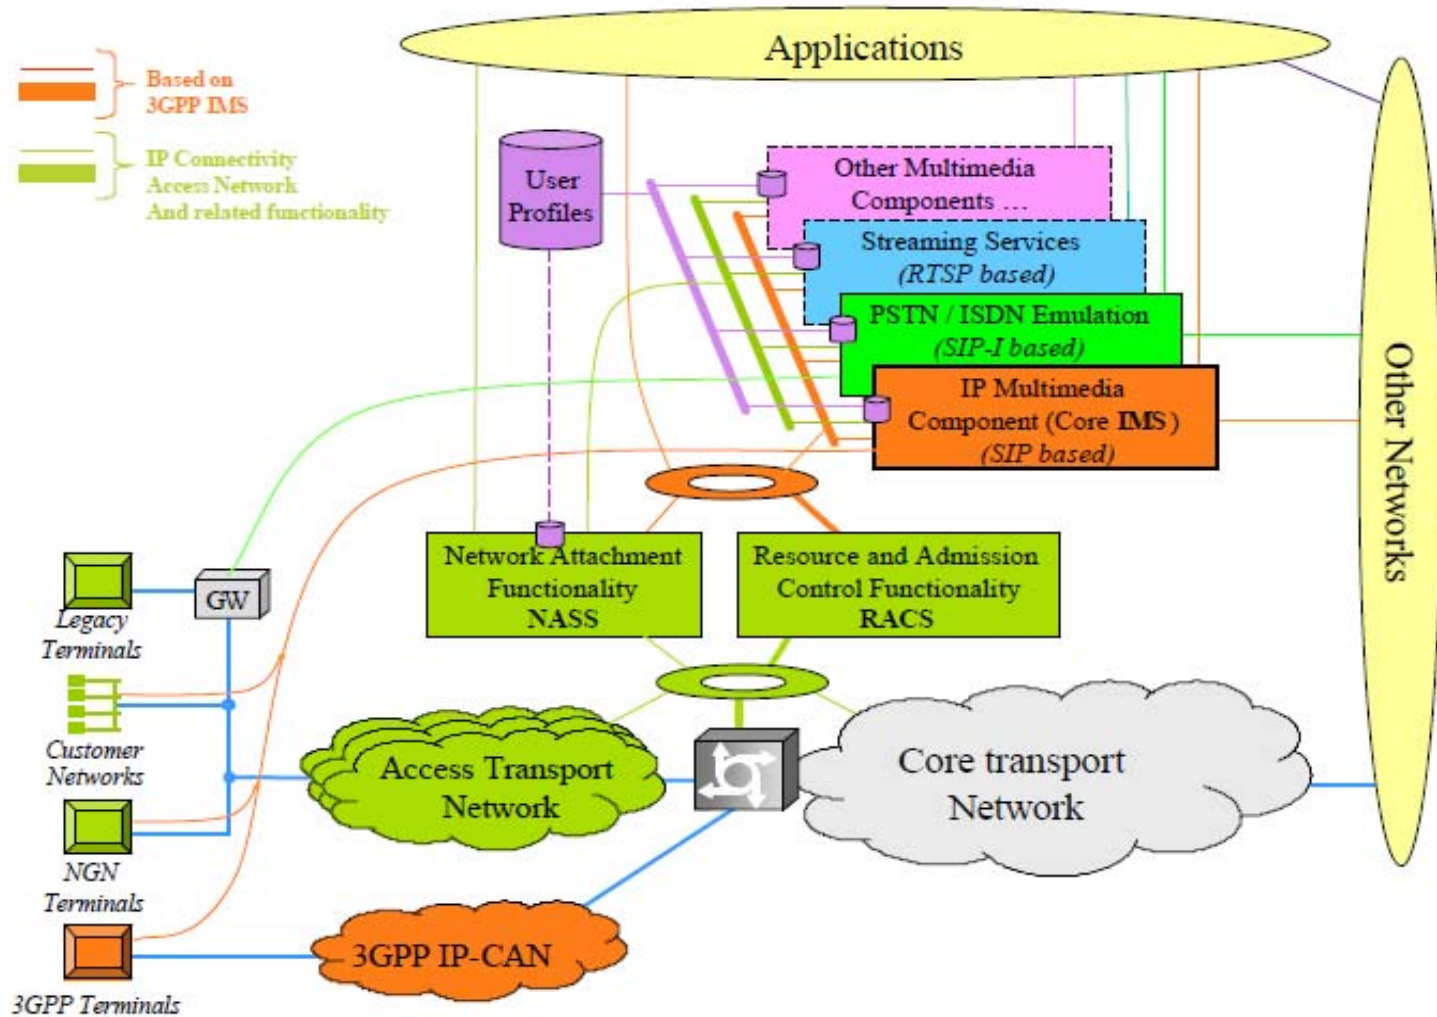 Applications
Based on
3GPP IMS
IP Connectivity
Access Network
And related functionality
User
Profiles
Other Multimedia
Components ...
Streaming Services
(RTSP based)
PSTN / ISDN Emulation
(SIP-I based)
IP Multimedia
Component (Core IMS )
(SIP based)
Other Networks
Network Attachment
Functionality
NASS
Resource and Admission
Control Functionality
RACS
GW
Legacy
Terminals
Customer
Networks
NGN
Terminals
3GPP Terminals
Access Transport
Network
Core transport
Network
3GPP IP-CAN